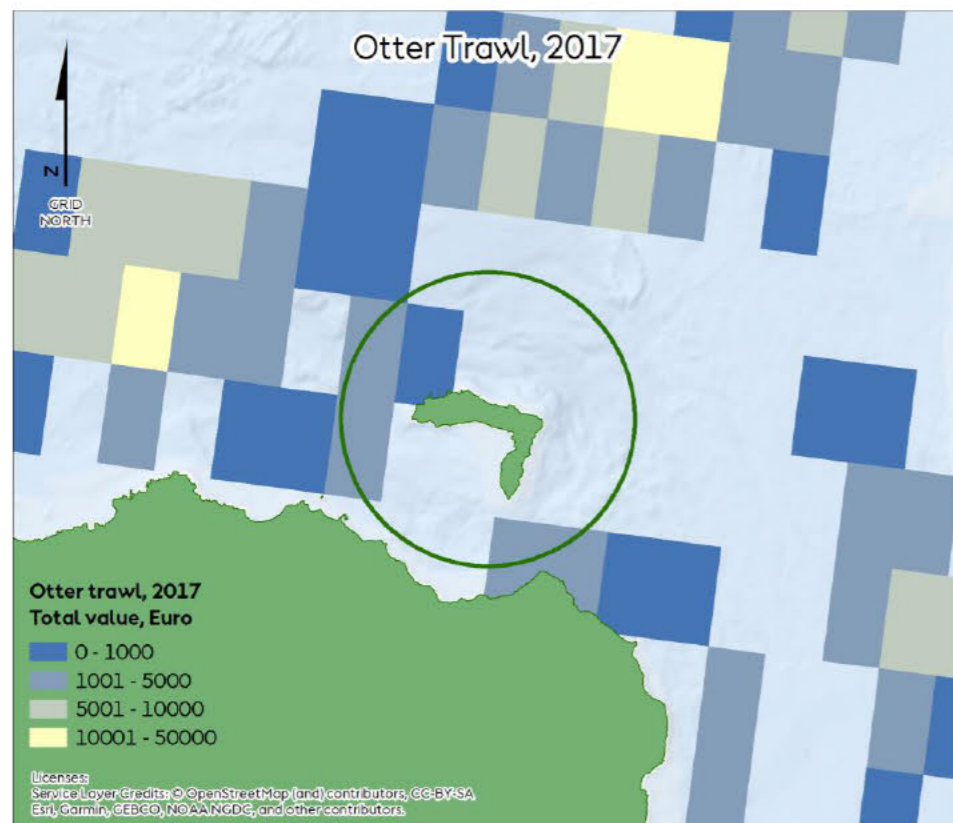 Otter Trawl, 2017
N
GRID
NORTH
Otter trawl, 2017
Total value, Euro
0 - 1000
1001 - 5000
5001 - 10000
10001 - 50000
Licenses:
Service Layer Credits: © OpenStreetMap (and) contributors, CC-BY-SA
Esri, Garmin, GEBCO, NOAA NGDC, and other contributors.